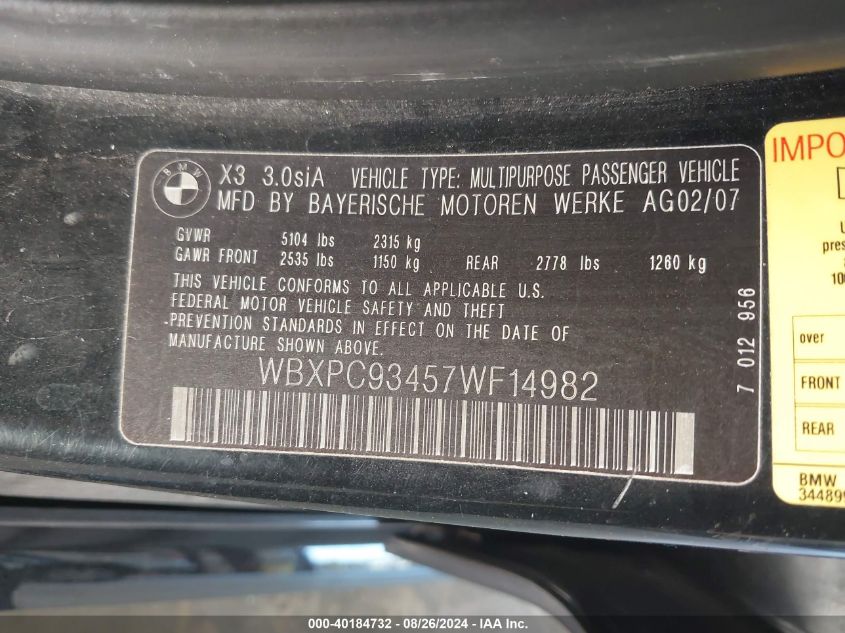 BMW
X3 3.0siA VEHICLE TYPE: MULTIPURPOSE PASSENGER VEHICLE
MFD BY BAYERISCHE MOTOREN WERKE AG02/07
GVWR 5104 lbs 2315 kg
GAWR FRONT 2535 lbs 1150 kg REAR 2778 lbs 1260 kg
THIS VEHICLE CONFORMS TO ALL APPLICABLE U.S.
FEDERAL MOTOR VEHICLE SAFETY AND THEFT
PREVENTION STANDARDS IN EFFECT ON THE DATE OF
MANUFACTURE SHOWN ABOVE.
WBXPC93457WF14982
7 012 956
over
FRONT
REAR
BMW
000-40184732 - 08/26/2024 - IAA Inc.